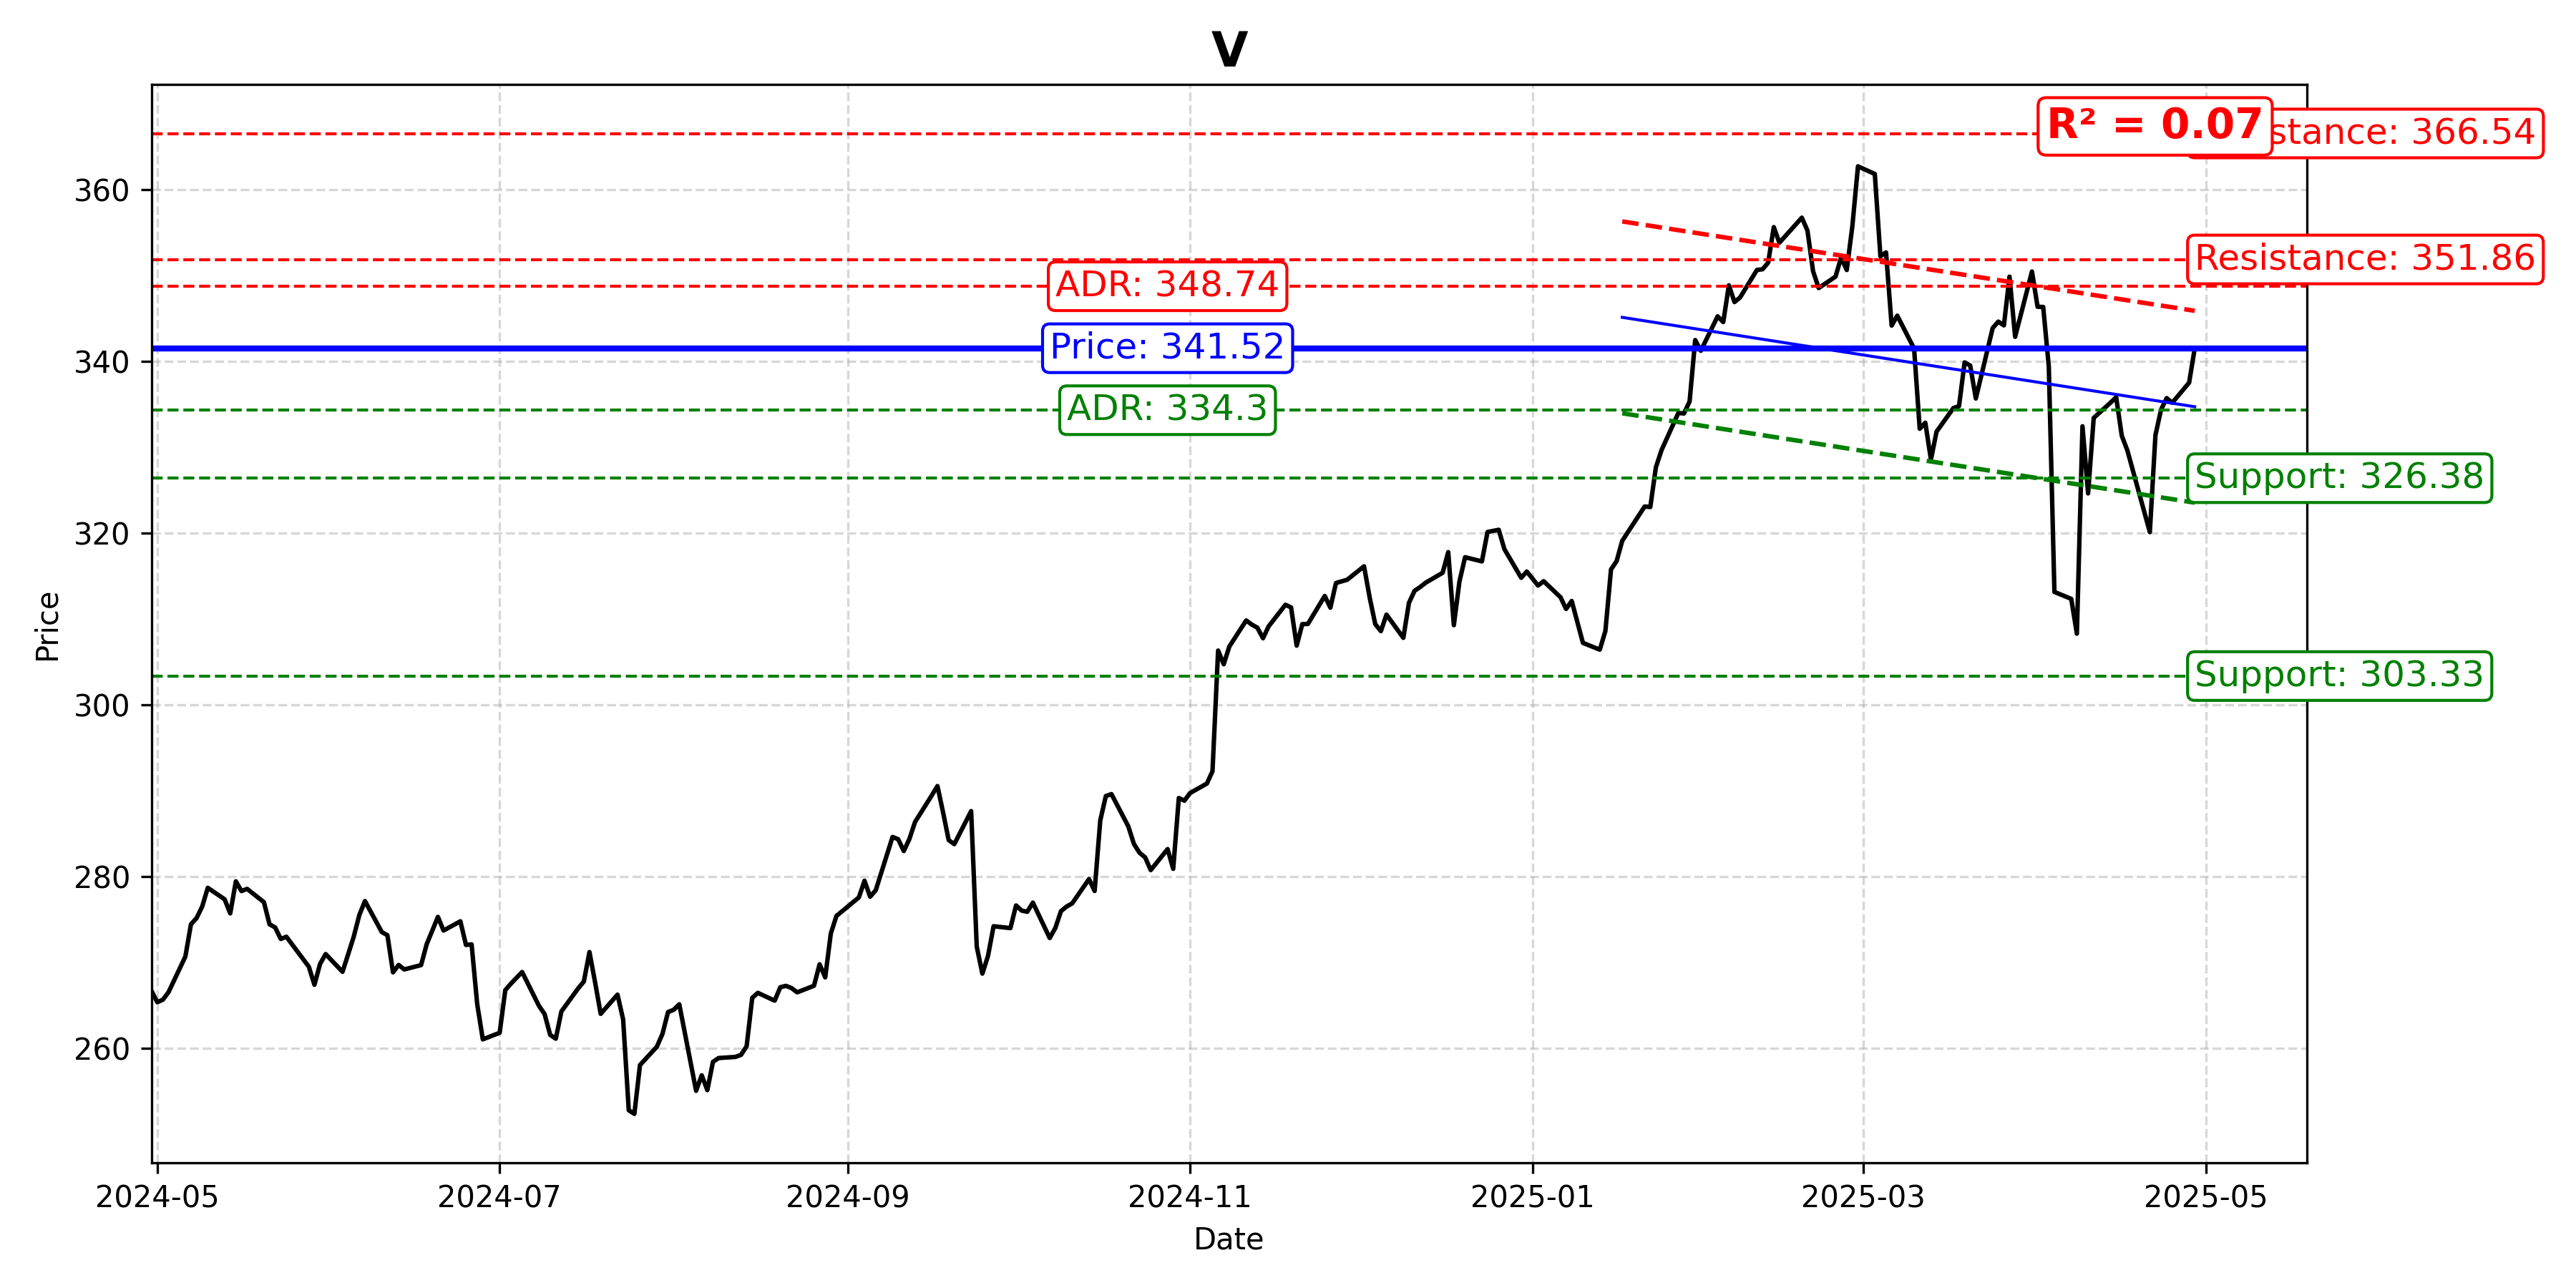 V
R² = 0.07
stance: 366.54
Resistance: 351.86
ADR: 348.74
Price: 341.52
ADR: 334.3
Support: 326.38
Support: 303.33
Price
360
340
320
300
280
260
2024-05 2024-07 2024-09 2024-11 2025-01 2025-03 2025-05
Date